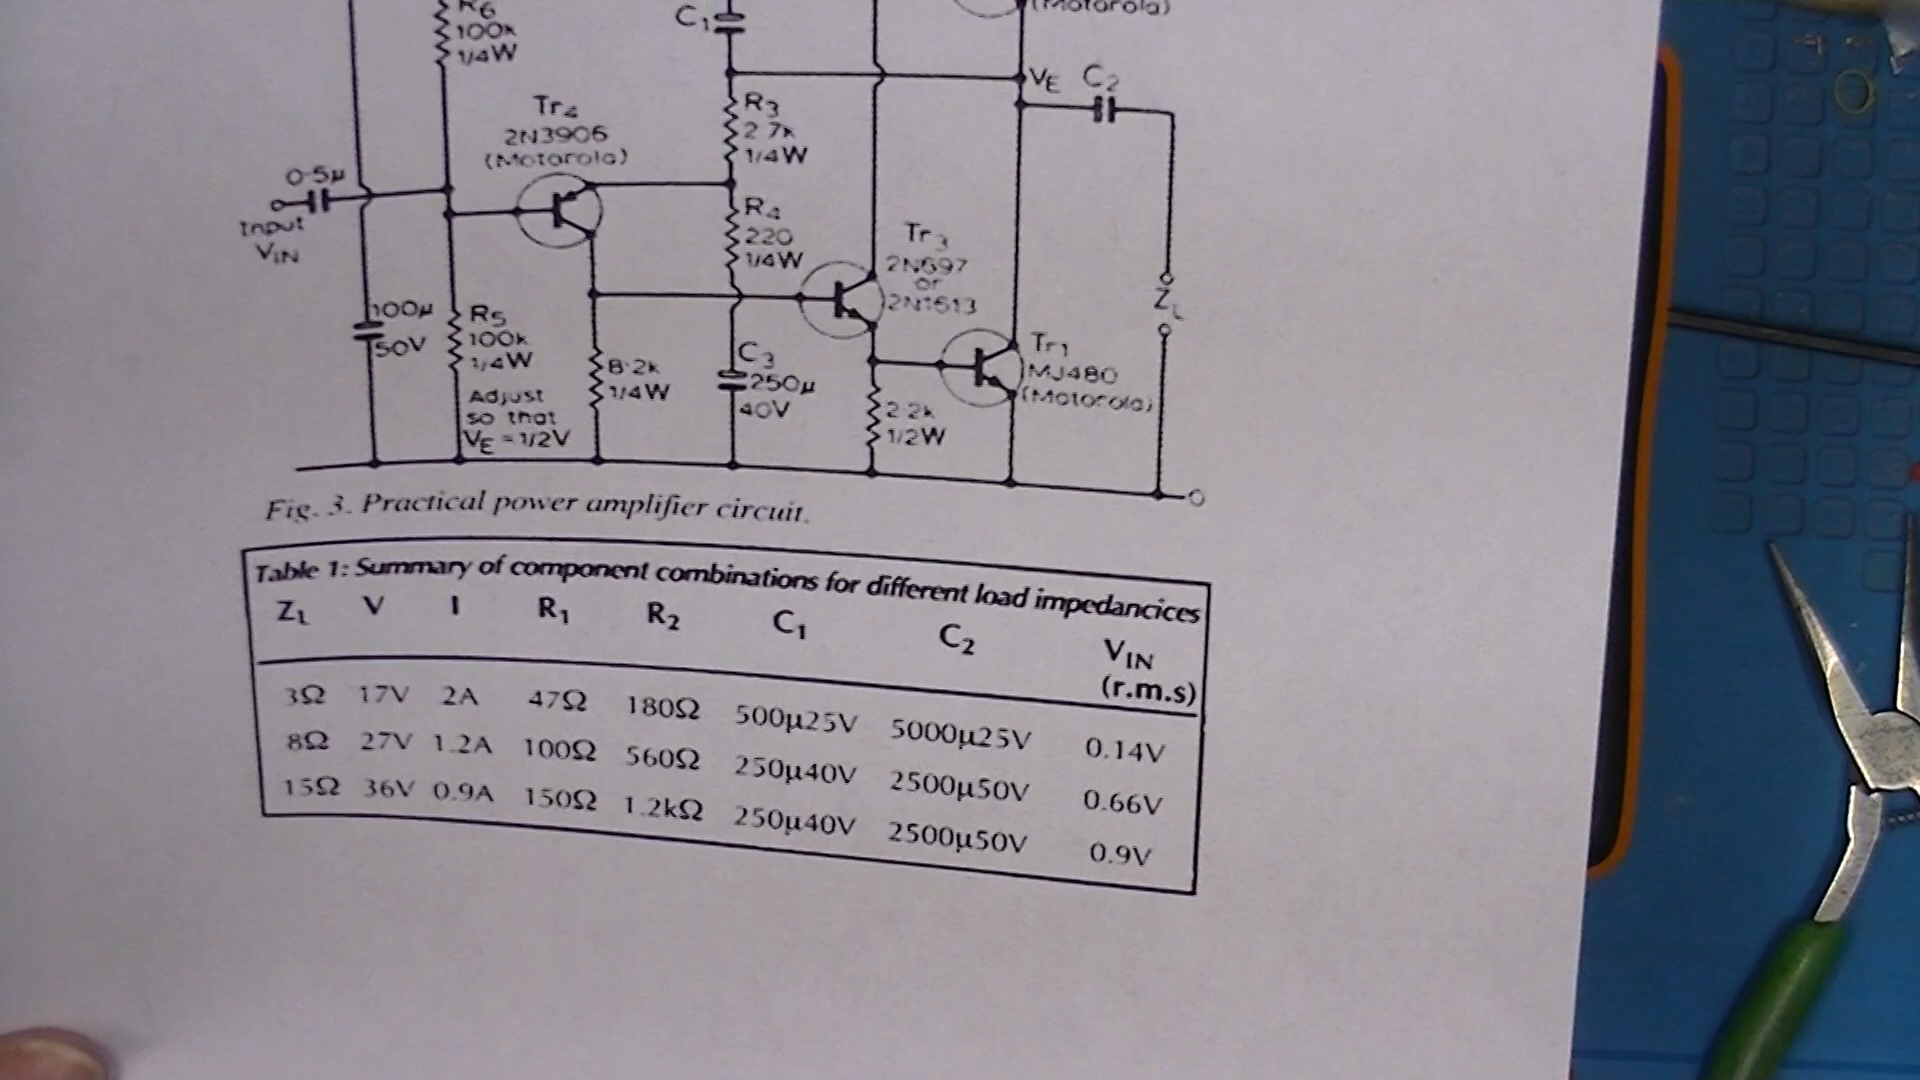 R6
100k
1/4W
C1
(Motorola)
VE C2
Tr4
2N3906
(Motorola)
R3
2·7k
1/4W
0·5µ
Input
VIN
R4
220
1/4W
Tr3
2N697
or
2N1613
ZL
100µ
50V
R5
100k
1/4W
Adjust
so that
VE = 1/2V
8·2k
1/4W
C3
250µ
40V
2·2k
1/2W
Tr1
MJ480
(Motorola)
Fig. 3. Practical power amplifier circuit.
Table 1: Summary of component combinations for different load impedancices
ZL V I R1 R2 C1 C2 VIN
(r.m.s)
3Ω 17V 2A 47Ω 180Ω 500µ25V 5000µ25V 0.14V
8Ω 27V 1.2A 100Ω 560Ω 250µ40V 2500µ50V 0.66V
15Ω 36V 0.9A 150Ω 1.2kΩ 250µ40V 2500µ50V 0.9V